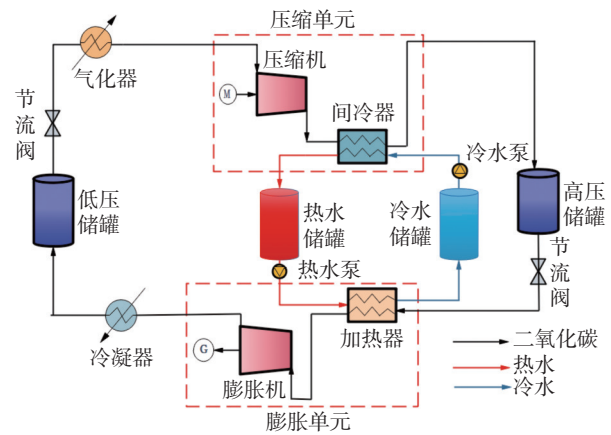 压缩单元
气化器
压缩机
M
间冷器
节
流
阀
冷水泵
低压
储罐
热水
储罐
冷水
储罐
高压
储罐
节
流
阀
热水泵
加热器
冷凝器
G
膨胀机
膨胀单元
二氧化碳
热水
冷水